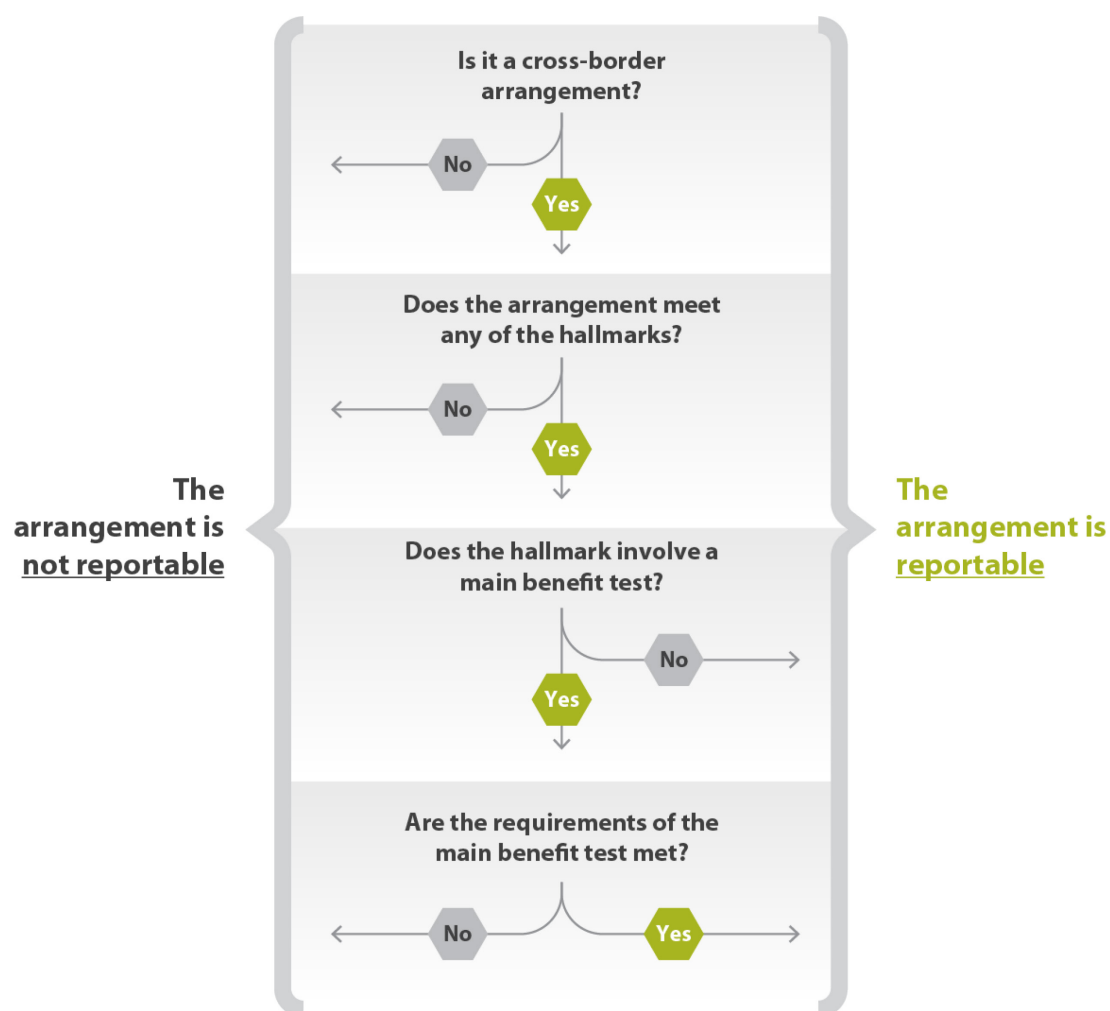 Is it a cross-border
arrangement?
No
Yes
Does the arrangement meet
any of the hallmarks?
No
Yes
The
arrangement is
not reportable
The
arrangement is
reportable
Does the hallmark involve a
main benefit test?
No
Yes
Are the requirements of the
main benefit test met?
No
Yes